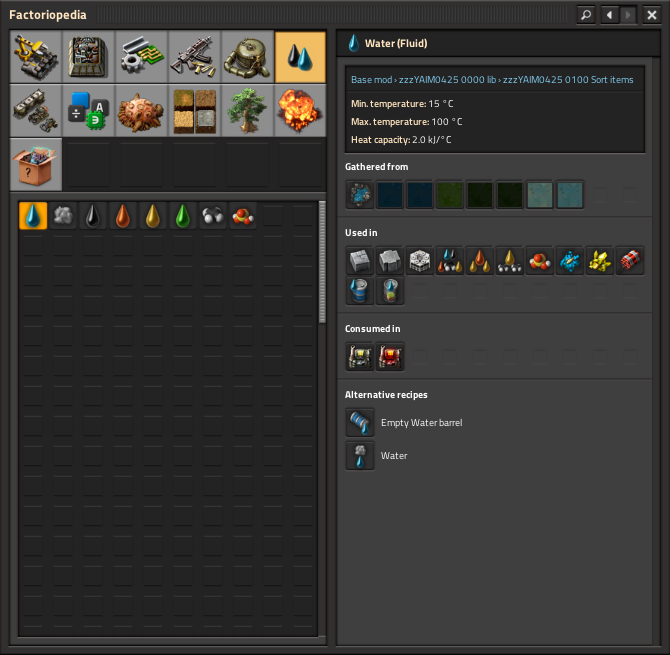 Factoriopedia
Water (Fluid)
Base mod › zzzYAIM0425 0000 lib › zzzYAIM0425 0100 Sort items
Min. temperature: 15 °C
Max. temperature: 100 °C
Heat capacity: 2.0 kJ/°C
Gathered from
Used in
Consumed in
Alternative recipes
Empty Water barrel
Water